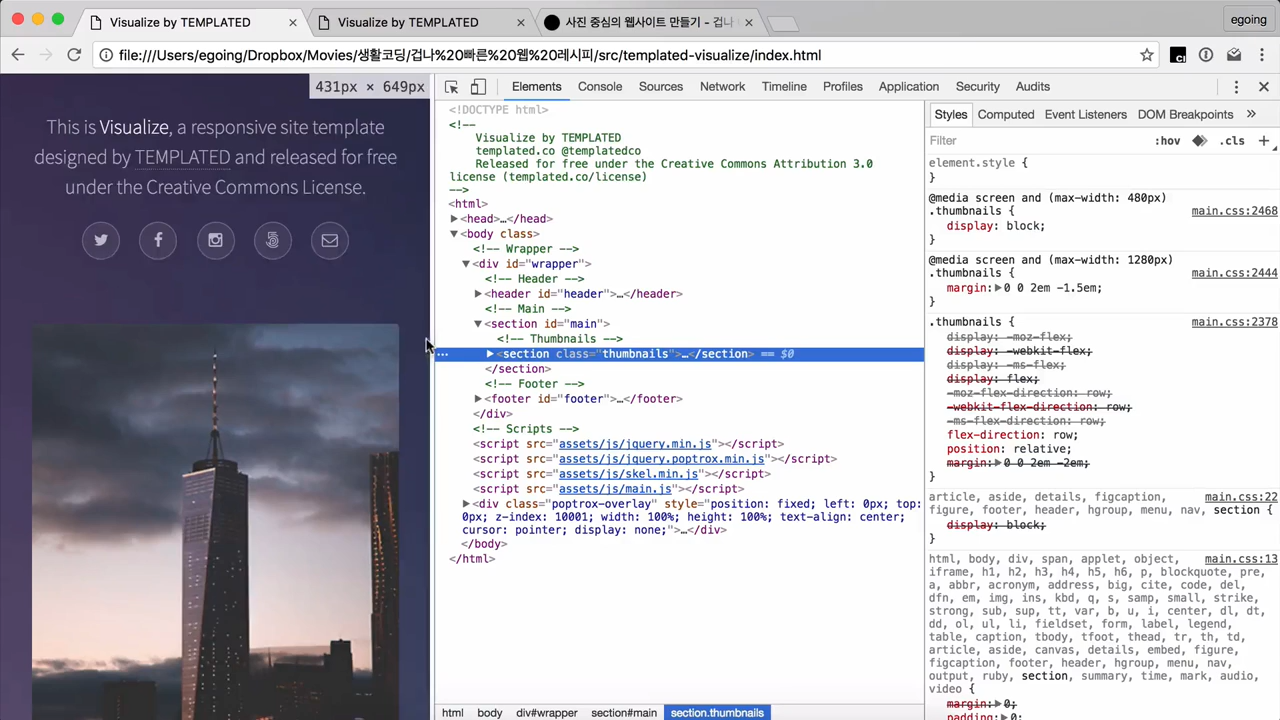 Visualize by TEMPLATED
Visualize by TEMPLATED
사진 중심의 웹사이트 만들기 - 겁나
egoing
file:///Users/egoing/Dropbox/Movies/생활코딩/겁나%20빠른%20웹%20레시피/src/templated-visualize/index.html
431px × 649px
This is Visualize, a responsive site template
designed by TEMPLATED and released for free
under the Creative Commons License.
Elements Console Sources Network Timeline Profiles Application Security Audits
<!DOCTYPE html>
<!--
Visualize by TEMPLATED
templated.co @templatedco
Released for free under the Creative Commons Attribution 3.0
license (templated.co/license)
-->
<html>
<head>…</head>
<body class>
<!-- Wrapper -->
<div id="wrapper">
<!-- Header -->
<header id="header">…</header>
<!-- Main -->
<section id="main">
<!-- Thumbnails -->
<section class="thumbnails">…</section> == $0
</section>
<!-- Footer -->
<footer id="footer">…</footer>
</div>
<!-- Scripts -->
<script src="assets/js/jquery.min.js"></script>
<script src="assets/js/jquery.poptrox.min.js"></script>
<script src="assets/js/skel.min.js"></script>
<script src="assets/js/main.js"></script>
<div class="poptrox-overlay" style="position: fixed; left: 0px; top:
0px; z-index: 10001; width: 100%; height: 100%; text-align: center;
cursor: pointer; display: none;">…</div>
</body>
</html>
html body div#wrapper section#main section.thumbnails
Styles Computed Event Listeners DOM Breakpoints »
Filter :hov .cls +
element.style {
}
@media screen and (max-width: 480px)
.thumbnails { main.css:2468
display: block;
}
@media screen and (max-width: 1280px)
.thumbnails { main.css:2444
margin: 0 0 2em -1.5em;
}
.thumbnails { main.css:2378
display: -moz-flex;
display: -webkit-flex;
display: -ms-flex;
display: flex;
-moz-flex-direction: row;
-webkit-flex-direction: row;
-ms-flex-direction: row;
flex-direction: row;
position: relative;
margin: 0 0 2em -2em;
}
article, aside, details, figcaption, main.css:22
figure, footer, header, hgroup, menu, nav, section {
display: block;
}
html, body, div, span, applet, object, main.css:13
iframe, h1, h2, h3, h4, h5, h6, p, blockquote, pre,
a, abbr, acronym, address, big, cite, code, del,
dfn, em, img, ins, kbd, q, s, samp, small, strike,
strong, sub, sup, tt, var, b, u, i, center, dl, dt,
dd, ol, ul, li, fieldset, form, label, legend,
table, caption, tbody, tfoot, thead, tr, th, td,
article, aside, canvas, details, embed, figure,
figcaption, footer, header, hgroup, menu, nav,
output, ruby, section, summary, time, mark, audio,
video {
margin: 0;
padding: 0;